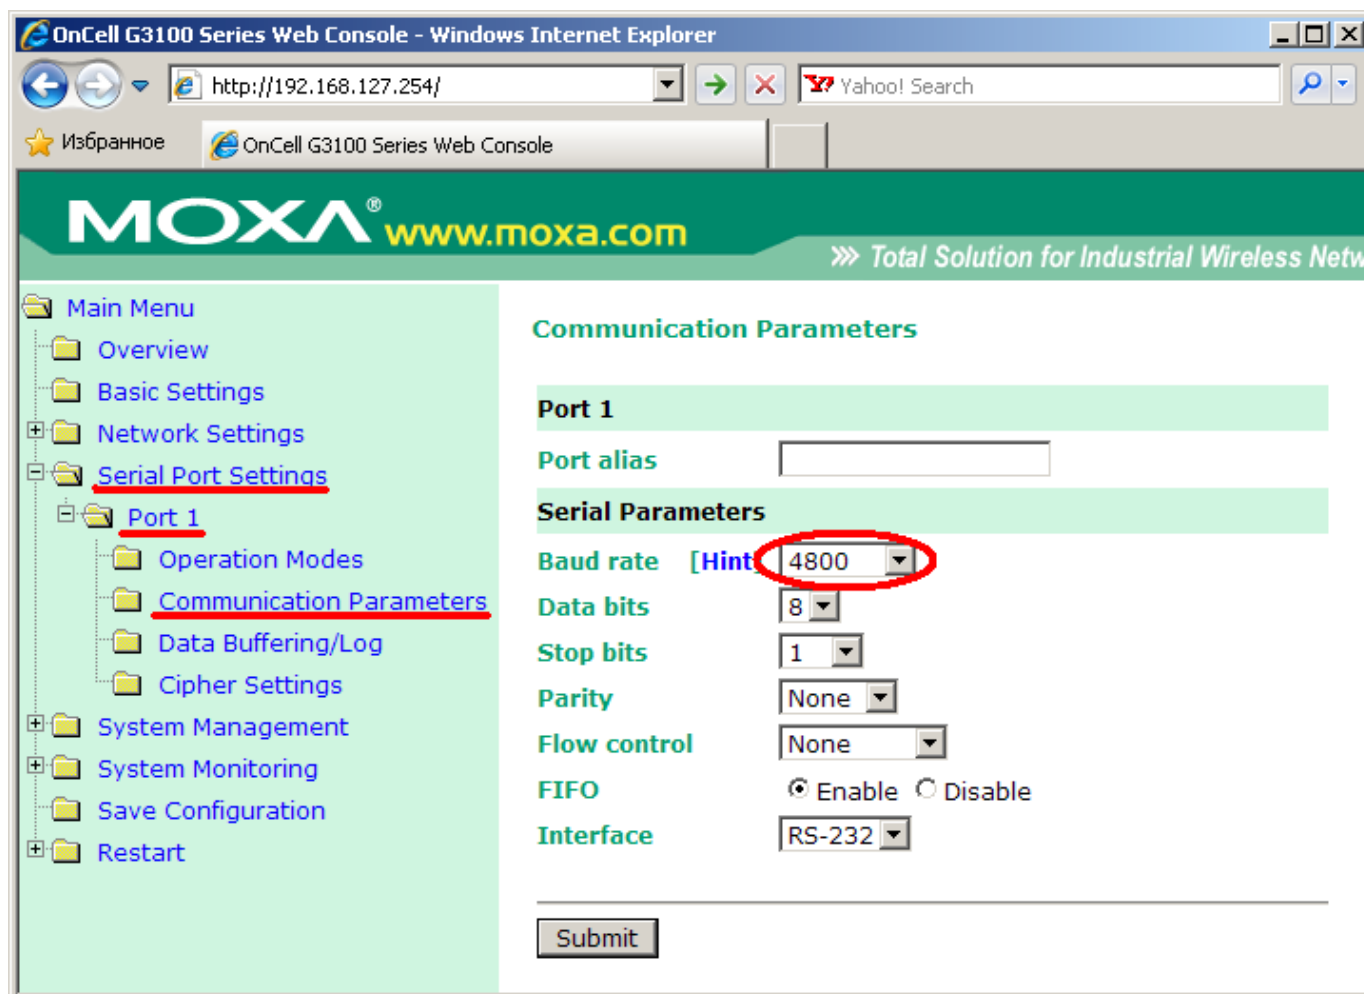 OnCell G3100 Series Web Console - Windows Internet Explorer
http://192.168.127.254/
Yahoo! Search
Избранное
OnCell G3100 Series Web Console
MOXA® www.moxa.com
Total Solution for Industrial Wireless Netw
Main Menu
Overview
Basic Settings
Network Settings
Serial Port Settings
Port 1
Operation Modes
Communication Parameters
Data Buffering/Log
Cipher Settings
System Management
System Monitoring
Save Configuration
Restart
Communication Parameters
Port 1
Port alias
Serial Parameters
Baud rate [Hint] 4800
Data bits 8
Stop bits 1
Parity None
Flow control None
FIFO Enable Disable
Interface RS-232
Submit